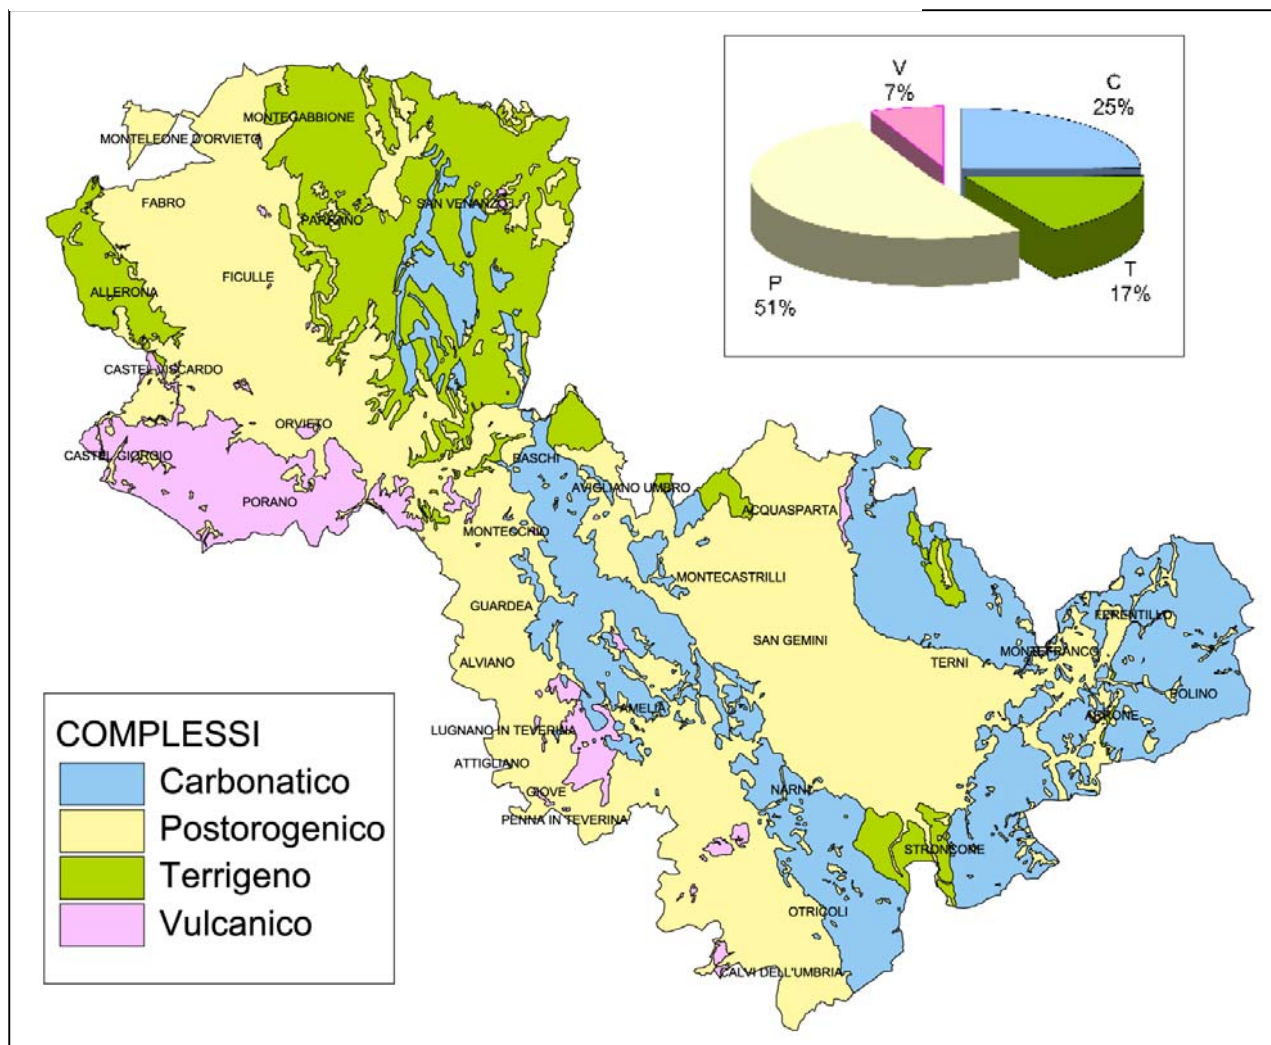 V
7%
C
25%
P
51%
T
17%
MONTEGABBIONE
MONTELEONE D'ORVIETO
FABRO
PARRANO
SAN VENANZO
FICULLE
ALLERONA
CASTEL VISCARDO
ORVIETO
CASTEL GIORGIO
PORANO
BASCHI
AVIGLIANO UMBRO
ACQUASPARTA
MONTECCHIO
MONTECASTRILLI
GUARDEA
SAN GEMINI
FERENTILLO
ALVIANO
TERNI
MONTEFRANCO
POLINO
AMELIA
ARRONE
LUGNANO IN TEVERINA
ATTIGLIANO
GIOVE
NARNI
PENNA IN TEVERINA
STRONCONE
OTRICOLI
CALVI DELL'UMBRIA
COMPLESSI
Carbonatico
Postorogenico
Terrigeno
Vulcanico